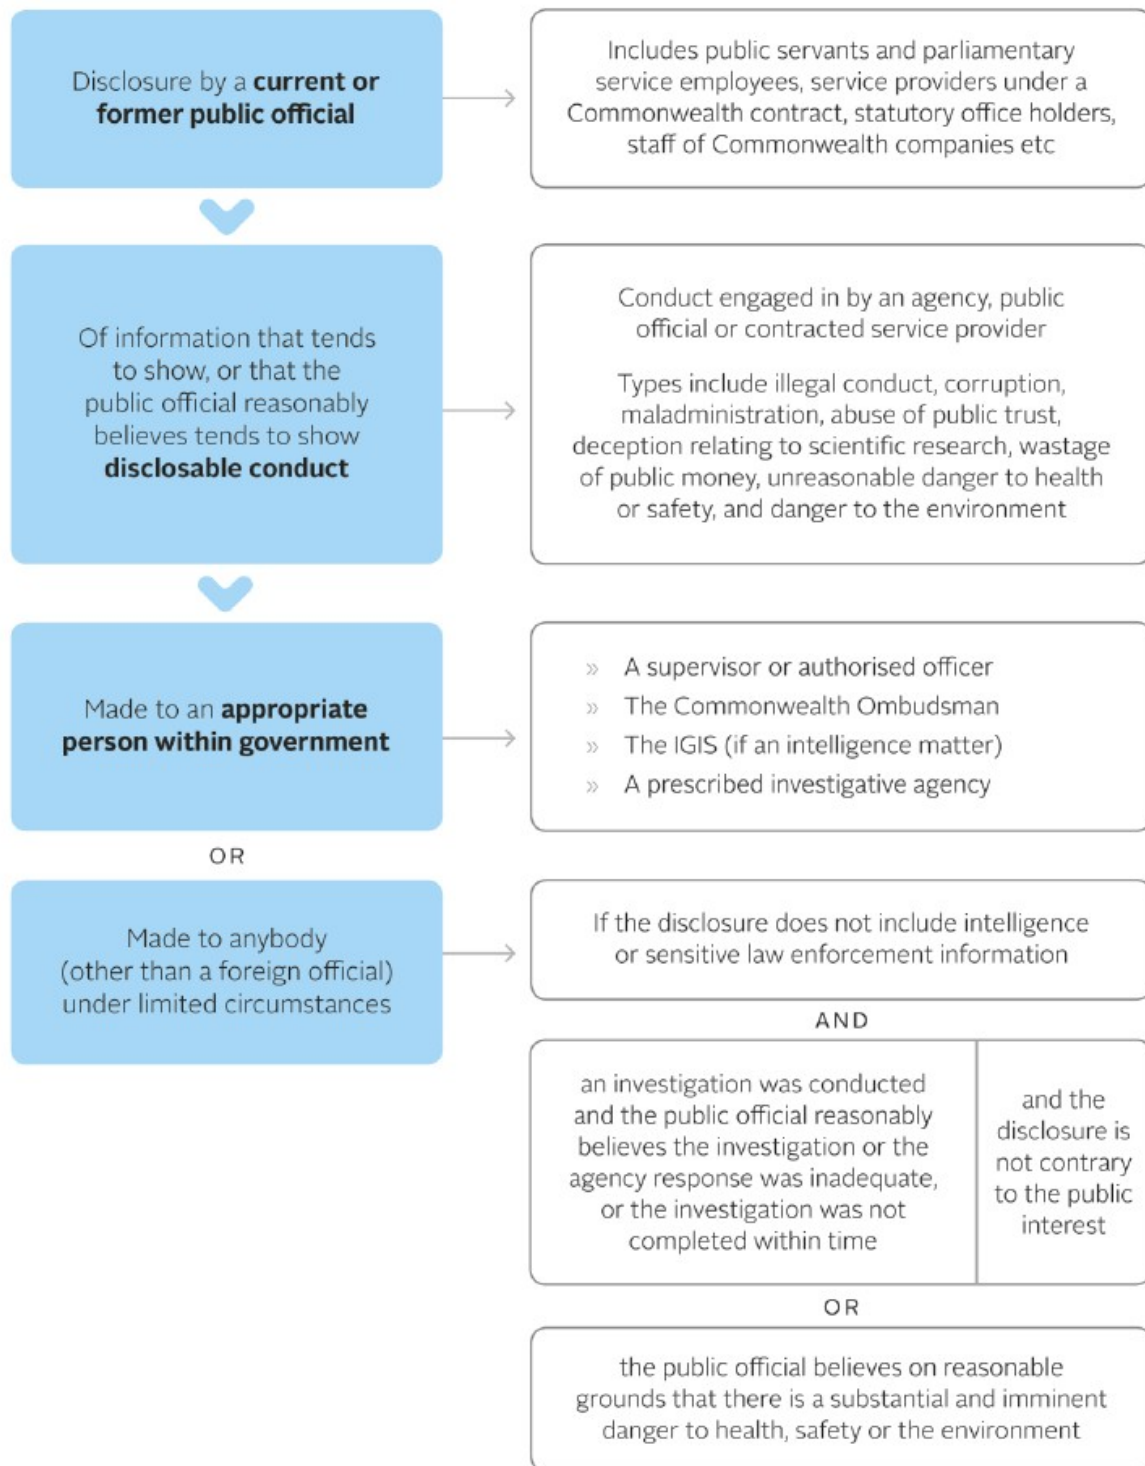 Disclosure by a current or
former public official
Includes public servants and parliamentary
service employees, service providers under a
Commonwealth contract, statutory office holders,
staff of Commonwealth companies etc
Of information that tends
to show, or that the
public official reasonably
believes tends to show
disclosable conduct
Conduct engaged in by an agency, public
official or contracted service provider
Types include illegal conduct, corruption,
maladministration, abuse of public trust,
deception relating to scientific research, wastage
of public money, unreasonable danger to health
or safety, and danger to the environment
Made to an appropriate
person within government
» A supervisor or authorised officer
» The Commonwealth Ombudsman
» The IGIS (if an intelligence matter)
» A prescribed investigative agency
OR
Made to anybody
(other than a foreign official)
under limited circumstances
If the disclosure does not include intelligence
or sensitive law enforcement information
AND
an investigation was conducted
and the public official reasonably
believes the investigation or the
agency response was inadequate,
or the investigation was not
completed within time
and the
disclosure is
not contrary
to the public
interest
OR
the public official believes on reasonable
grounds that there is a substantial and imminent
danger to health, safety or the environment